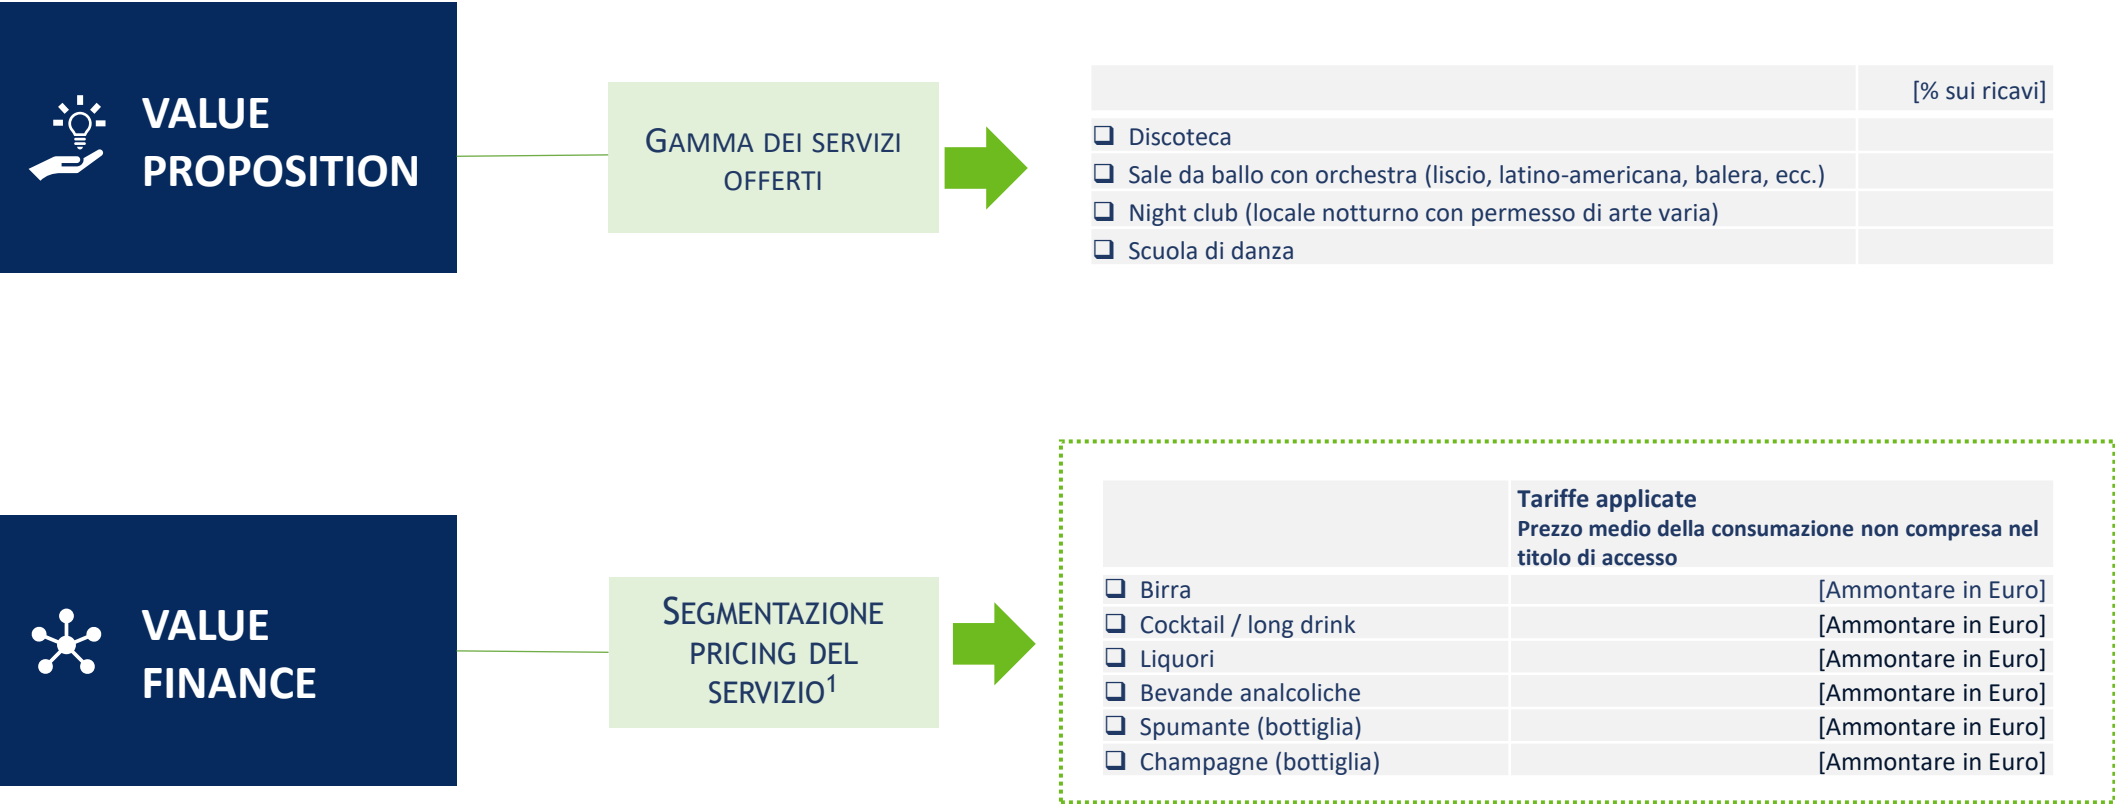 VALUE
PROPOSITION
GAMMA DEI SERVIZI
OFFERTI
[% sui ricavi]
❑ Discoteca
❑ Sale da ballo con orchestra (liscio, latino-americana, balera, ecc.)
❑ Night club (locale notturno con permesso di arte varia)
❑ Scuola di danza
VALUE
FINANCE
SEGMENTAZIONE
PRICING DEL
SERVIZIO¹
Tariffe applicate
Prezzo medio della consumazione non compresa nel
titolo di accesso
❑ Birra [Ammontare in Euro]
❑ Cocktail / long drink [Ammontare in Euro]
❑ Liquori [Ammontare in Euro]
❑ Bevande analcoliche [Ammontare in Euro]
❑ Spumante (bottiglia) [Ammontare in Euro]
❑ Champagne (bottiglia) [Ammontare in Euro]